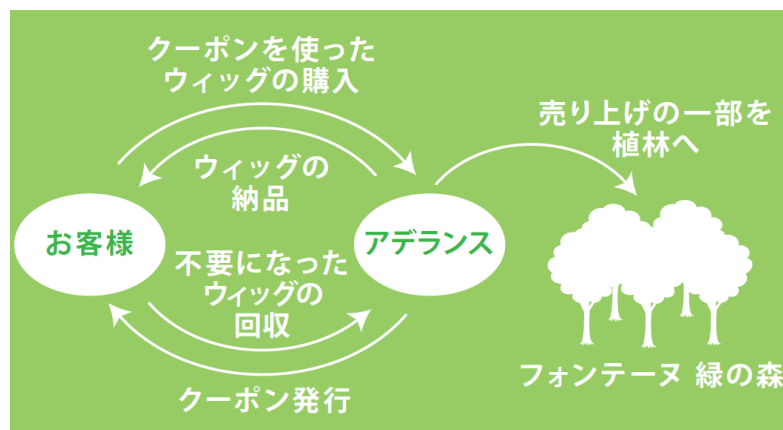 クーポンを使った
ウィッグの購入
売り上げの一部を
植林へ
ウィッグの
納品
お客様
アデランス
不要になった
ウィッグの
回収
クーポン発行
フォンテーヌ 緑の森